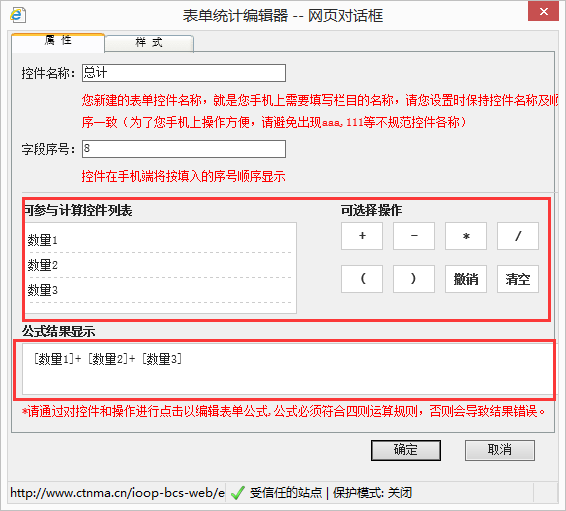 表单统计编辑器 -- 网页对话框
属 性
样 式
控件名称: 总计
您新建的表单控件名称，就是您手机上需要填写栏目的名称，请您设置时保持控件名称及顺
序一致（为了您手机上操作方便，请避免出现aaa,111等不规范控件各称）
字段序号: 8
控件在手机端将按填入的序号顺序显示
可参与计算控件列表
可选择操作
数量1
数量2
数量3
+ - * /
( ) 撤销 清空
公式结果显示
[数量1]+ [数量2]+ [数量3]
*请通过对控件和操作进行点击以编辑表单公式,公式必须符合四则运算规则，否则会导致结果错误。
确定
取消
http://www.ctnma.cn/ioop-bcs-web/e
受信任的站点 | 保护模式: 关闭